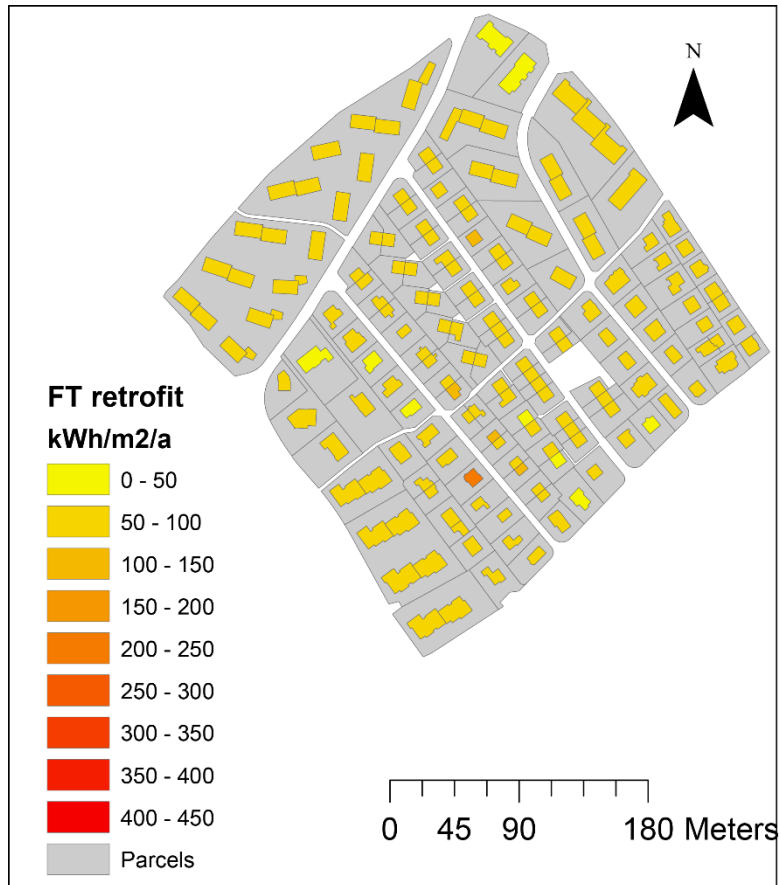 N
FT retrofit
kWh/m2/a
0 - 50
50 - 100
100 - 150
150 - 200
200 - 250
250 - 300
300 - 350
350 - 400
400 - 450
Parcels
0 45 90 180 Meters